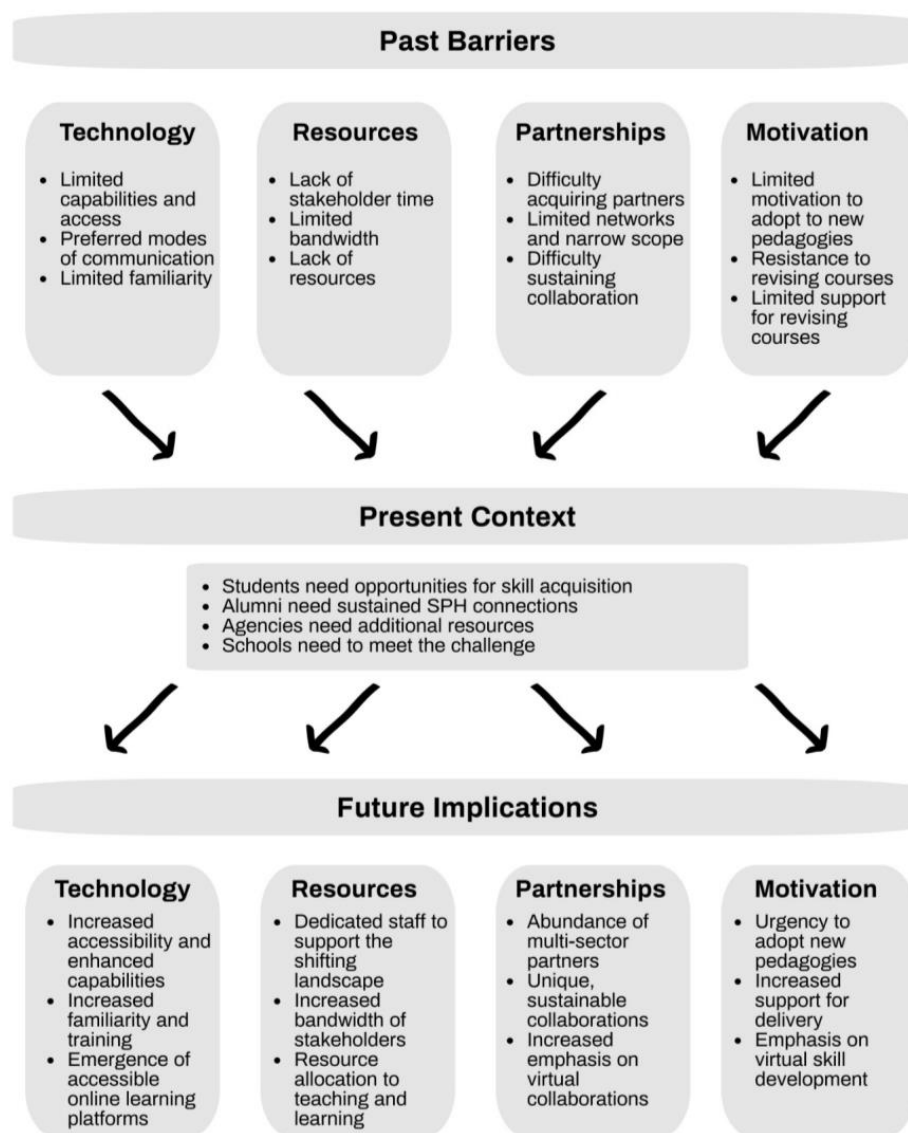 Past Barriers
Technology
• Limited
capabilities and
access
• Preferred modes
of communication
• Limited familiarity
Resources
• Lack of
stakeholder time
• Limited
bandwidth
• Lack of
resources
Partnerships
• Difficulty
acquiring partners
• Limited networks
and narrow scope
• Difficulty
sustaining
collaboration
Motivation
• Limited
motivation to
adopt to new
pedagogies
• Resistance to
revising courses
• Limited support
for revising
courses
Present Context
• Students need opportunities for skill acquisition
• Alumni need sustained SPH connections
• Agencies need additional resources
• Schools need to meet the challenge
Future Implications
Technology
• Increased
accessibility and
enhanced
capabilities
• Increased
familiarity and
training
• Emergence of
accessible
online learning
platforms
Resources
• Dedicated staff to
support the
shifting
landscape
• Increased
bandwidth of
stakeholders
• Resource
allocation to
teaching and
learning
Partnerships
• Abundance of
multi-sector
partners
• Unique,
sustainable
collaborations
• Increased
emphasis on
virtual
collaborations
Motivation
• Urgency to
adopt new
pedagogies
• Increased
support for
delivery
• Emphasis on
virtual skill
development